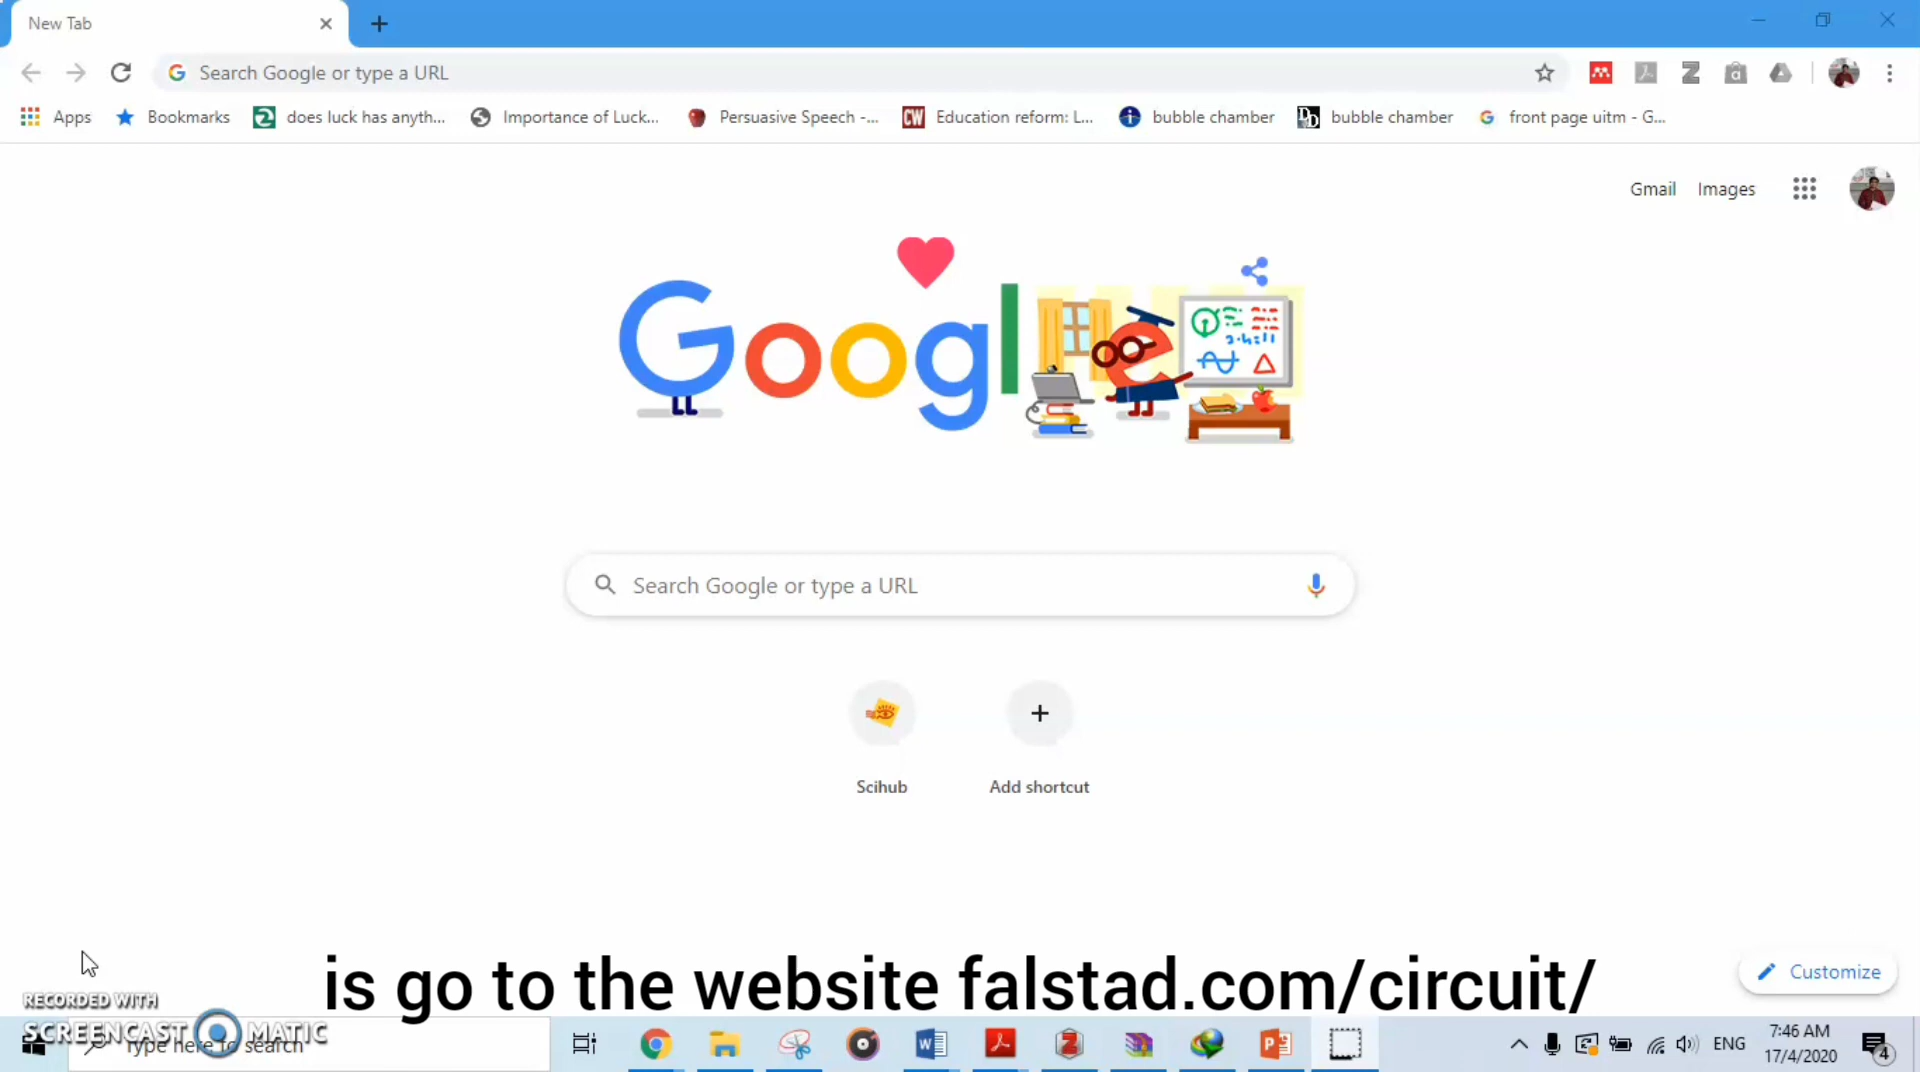 New Tab
Search Google or type a URL
Apps Bookmarks does luck has anyth... Importance of Luck... Persuasive Speech -... CW Education reform: L... bubble chamber bubble chamber front page uitm - G...
Gmail Images
Google
Search Google or type a URL
Scihub Add shortcut
is go to the website falstad.com/circuit/
Customize
RECORDED WITH
SCREENCAST MATIC
Type here to search
ENG 7:46 AM
17/4/2020
4